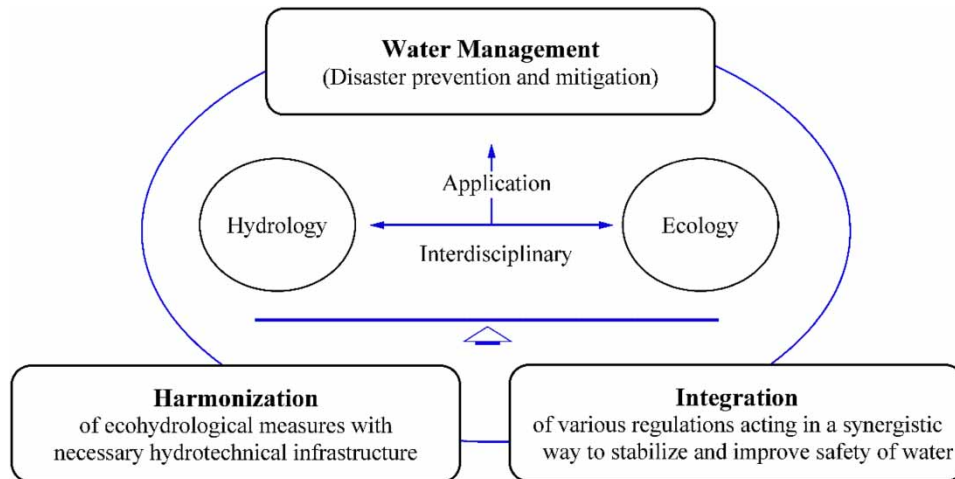 Water Management
(Disaster prevention and mitigation)
Application
Hydrology
Ecology
Interdisciplinary
Harmonization
of ecohydrological measures with
necessary hydrotechnical infrastructure
Integration
of various regulations acting in a synergistic
way to stabilize and improve safety of water